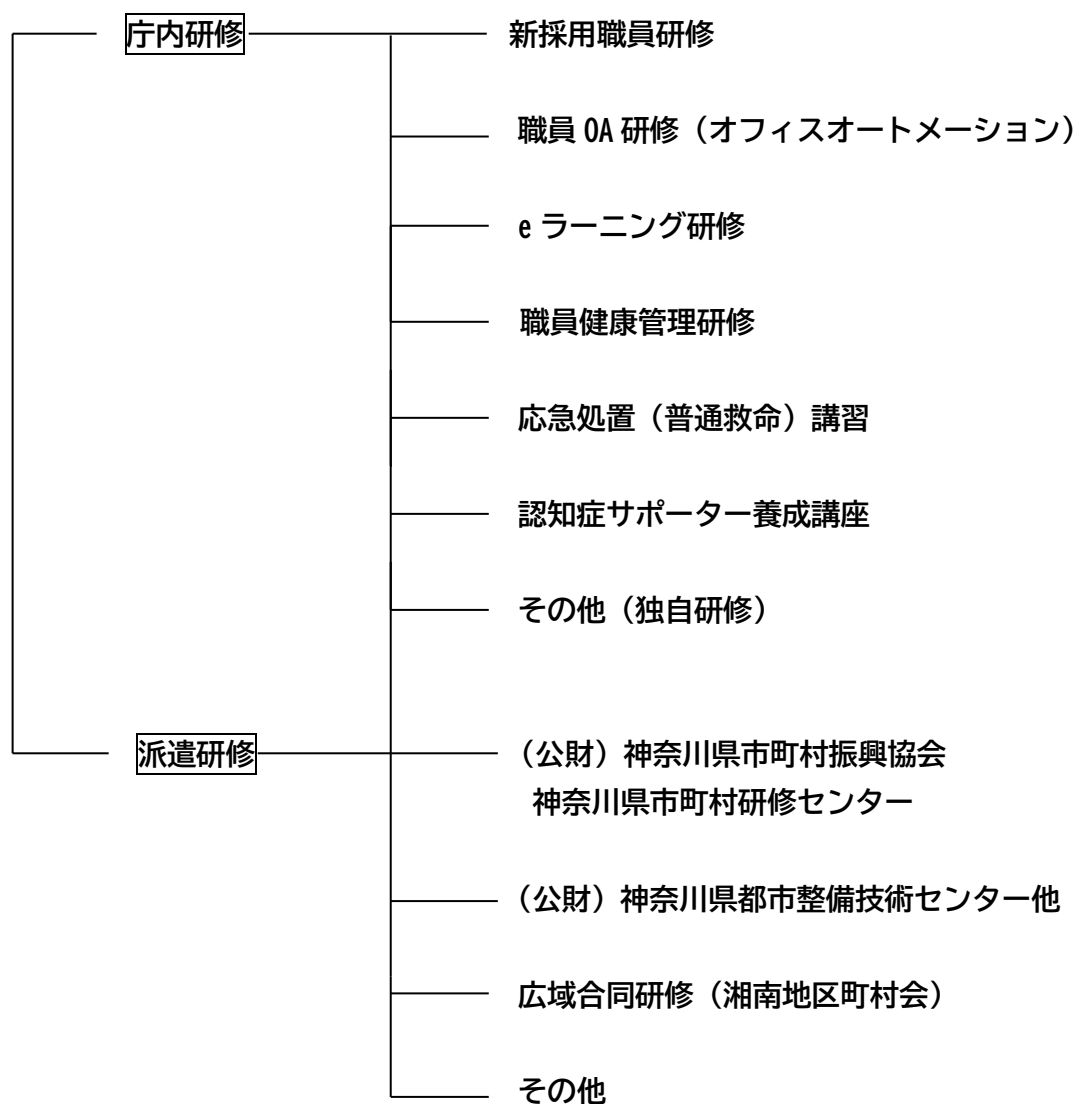 庁内研修
新採用職員研修
職員 OA 研修（オフィスオートメーション）
e ラーニング研修
職員健康管理研修
応急処置（普通救命）講習
認知症サポーター養成講座
その他（独自研修）
派遣研修
（公財）神奈川県市町村振興協会
神奈川県市町村研修センター
（公財）神奈川県都市整備技術センター他
広域合同研修（湘南地区町村会）
その他